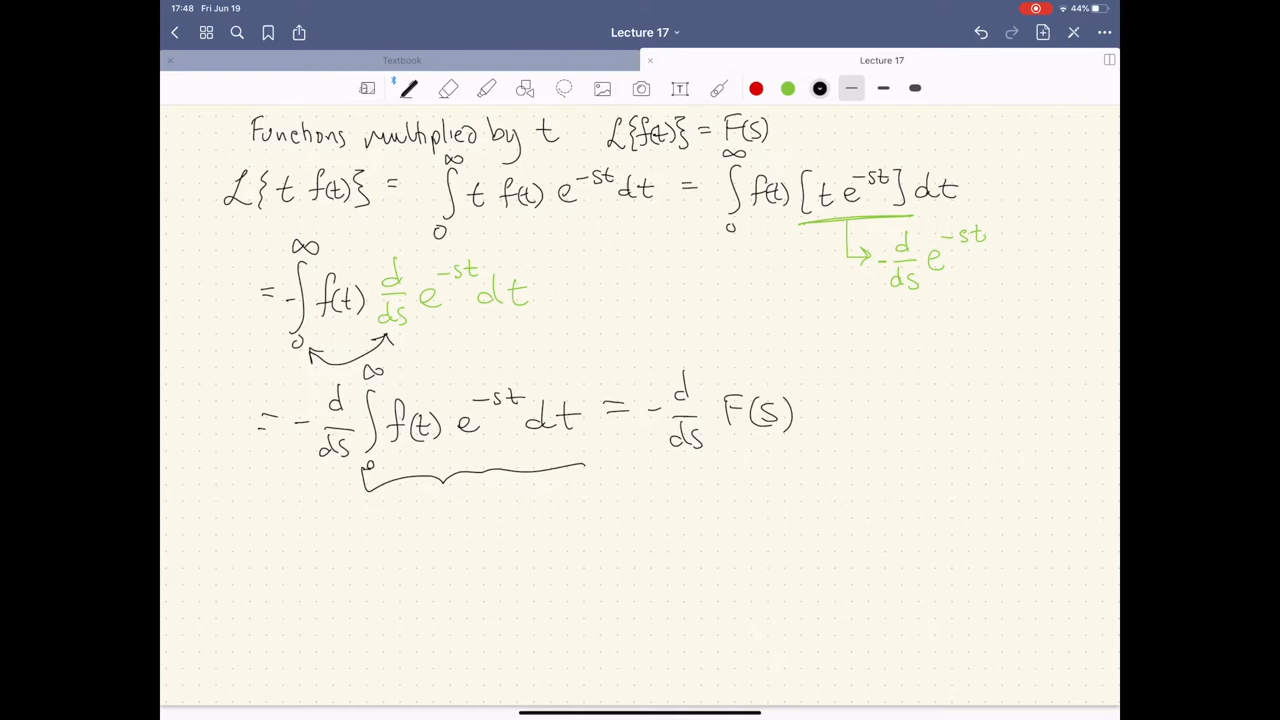 17:48 Fri Jun 19 44%
Lecture 17
Textbook Lecture 17
T
Functions multiplied by t ℒ{f(t)} = F(s)
ℒ{t f(t)} = ∫₀^∞ t f(t) e^{-st} dt = ∫₀^∞ f(t) [t e^{-st}] dt
- d/ds e^{-st}
= -∫₀^∞ f(t) d/ds e^{-st} dt
= - d/ds ∫₀^∞ f(t) e^{-st} dt = - d/ds F(s)